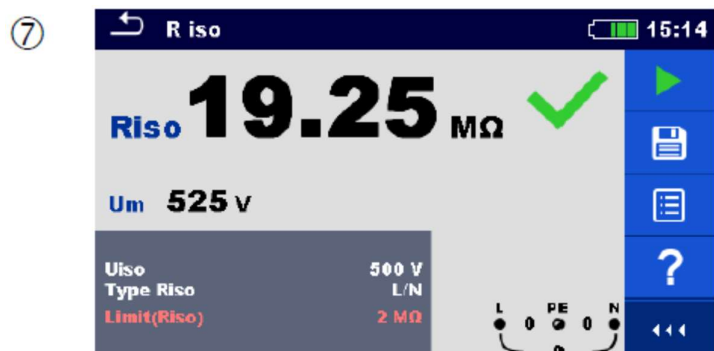 ⑦
R iso 15:14
Riso 19.25 MΩ
Um 525 V
Uiso 500 V
Type Riso L/N
Limit(Riso) 2 MΩ
L PE N
0 0
0
?